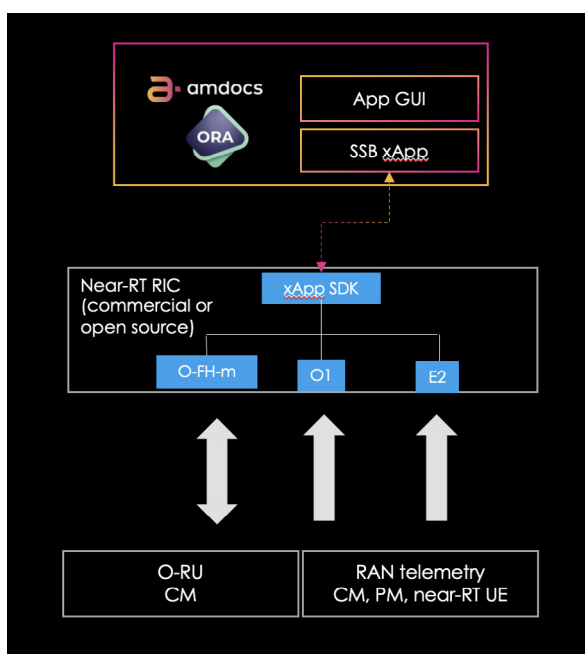 amdocs
ORA
App GUI
SSB xApp
Near-RT RIC
(commercial or
open source)
xApp SDK
O-FH-m
O1
E2
O-RU
CM
RAN telemetry
CM, PM, near-RT UE